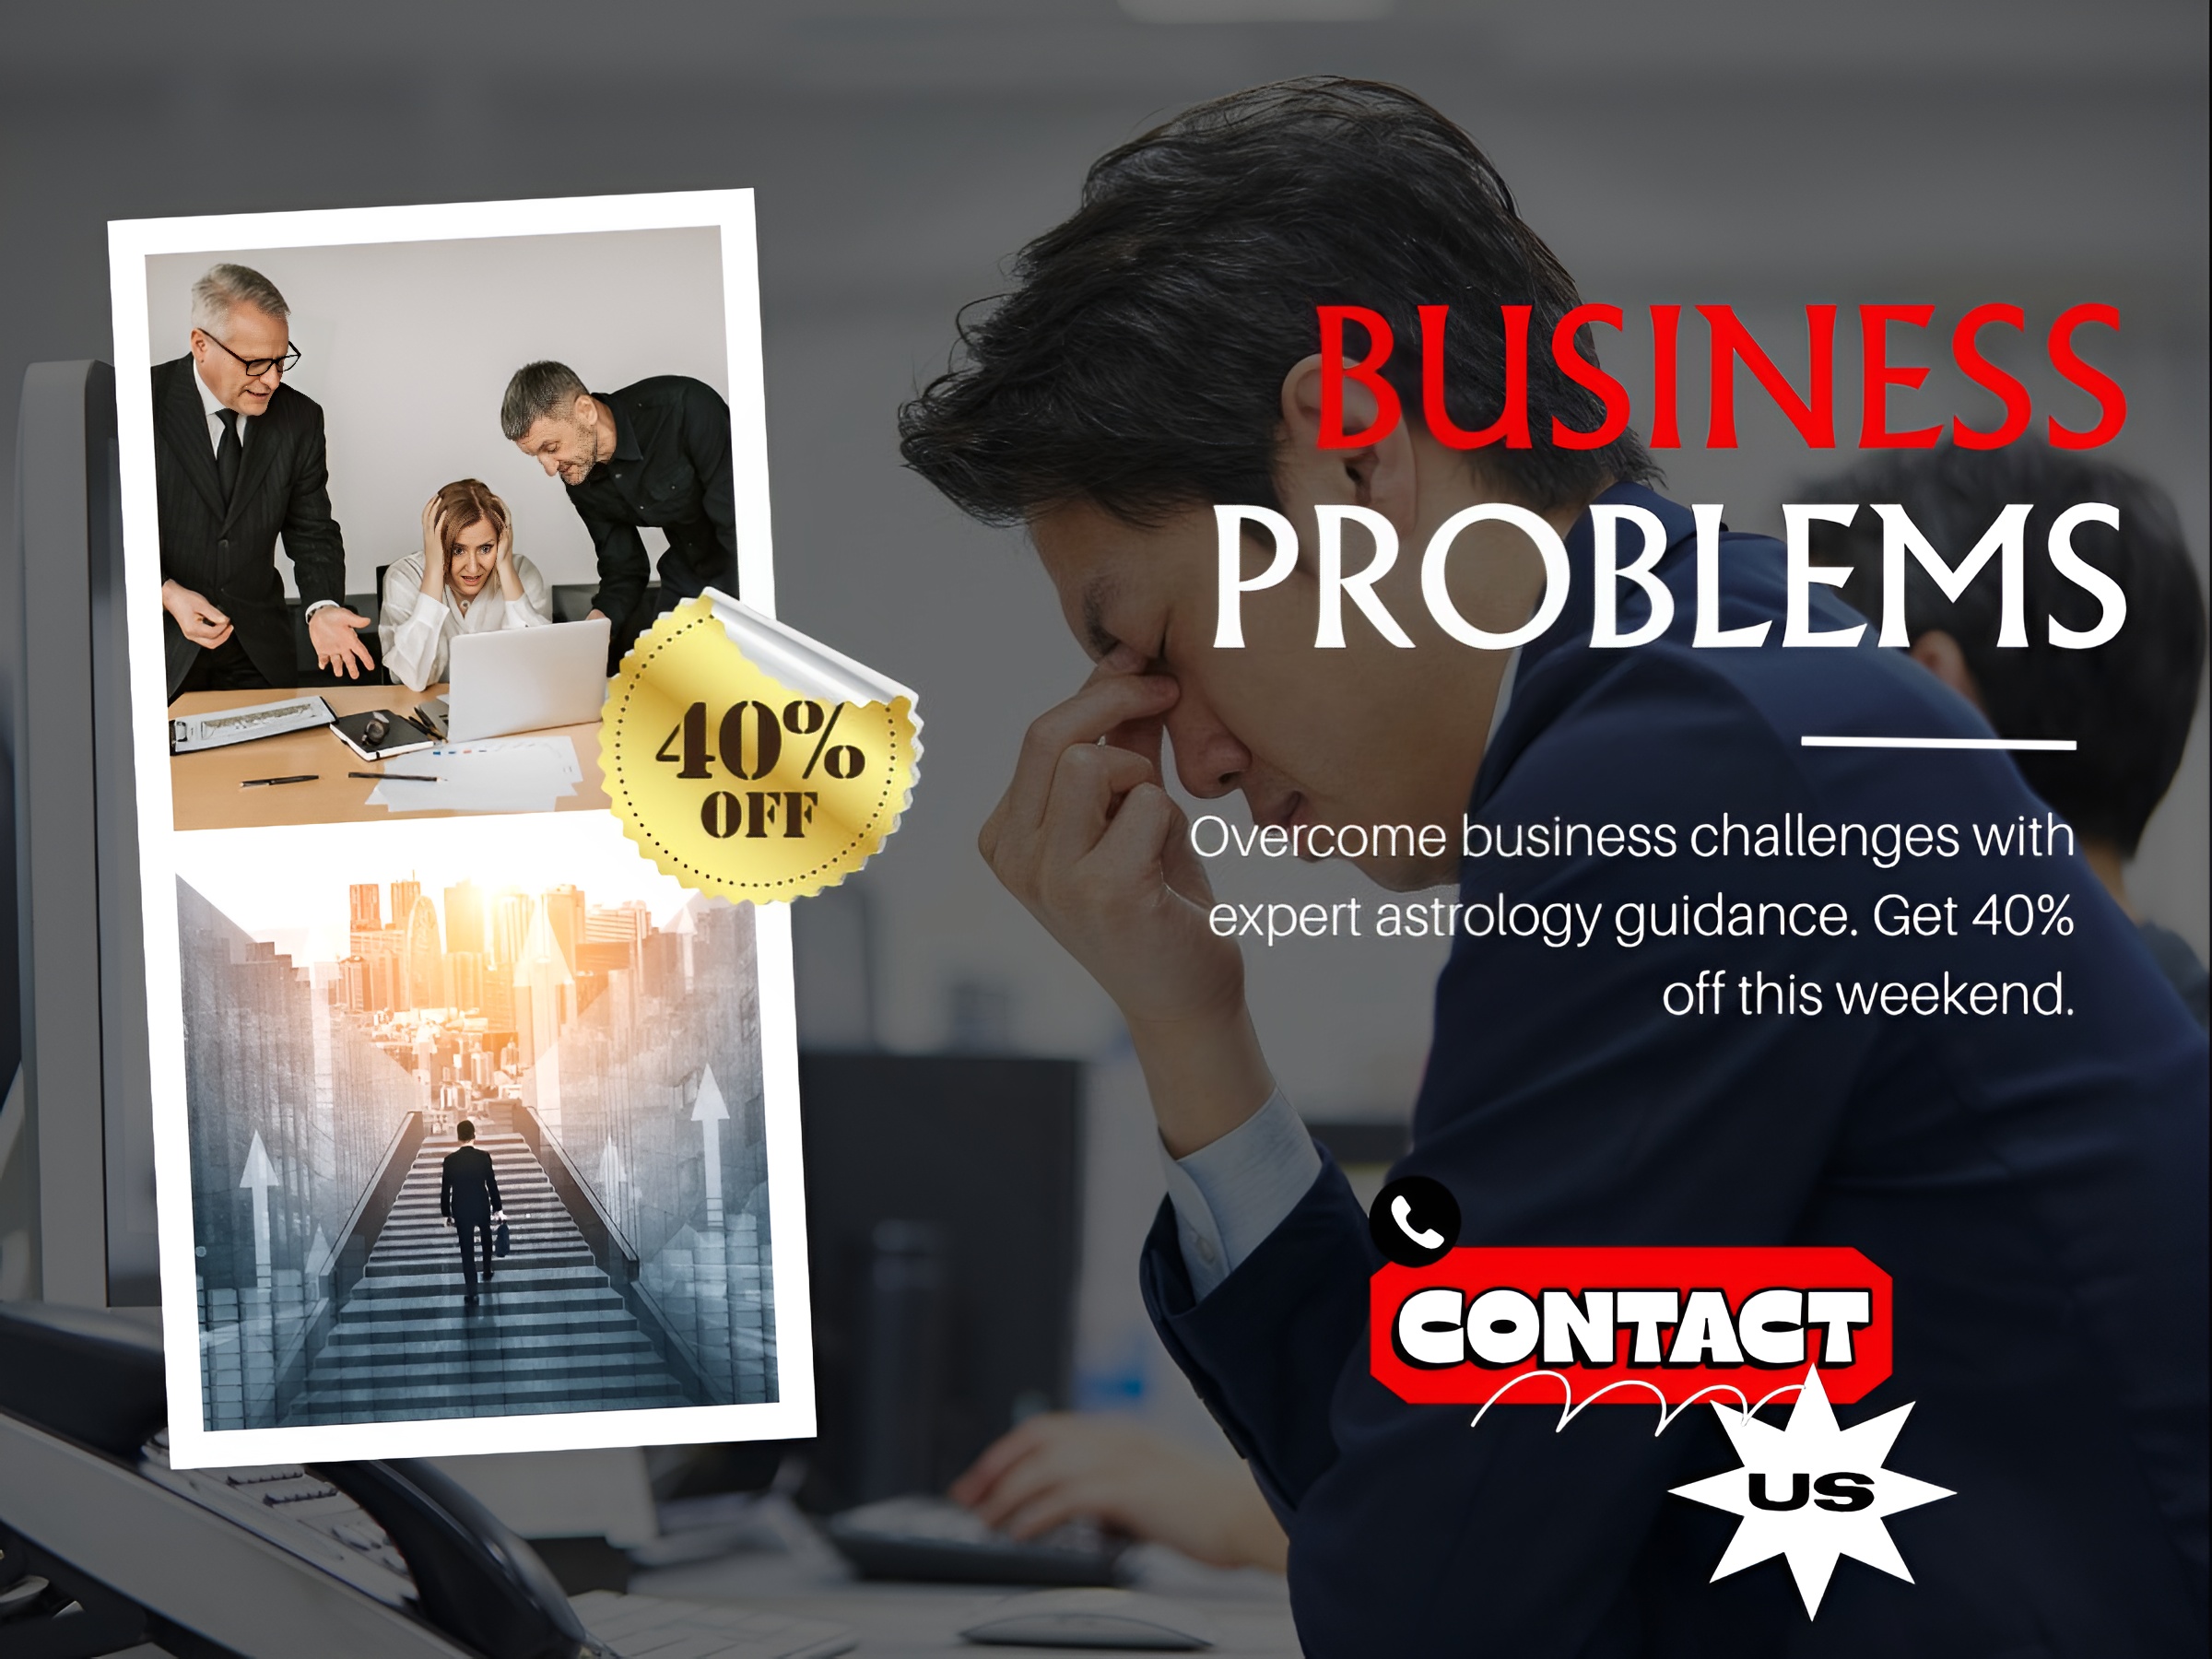 BUSINESS
PROBLEMS
40%
OFF
Overcome business challenges with
expert astrology guidance. Get 40%
off this weekend.
CONTACT
US